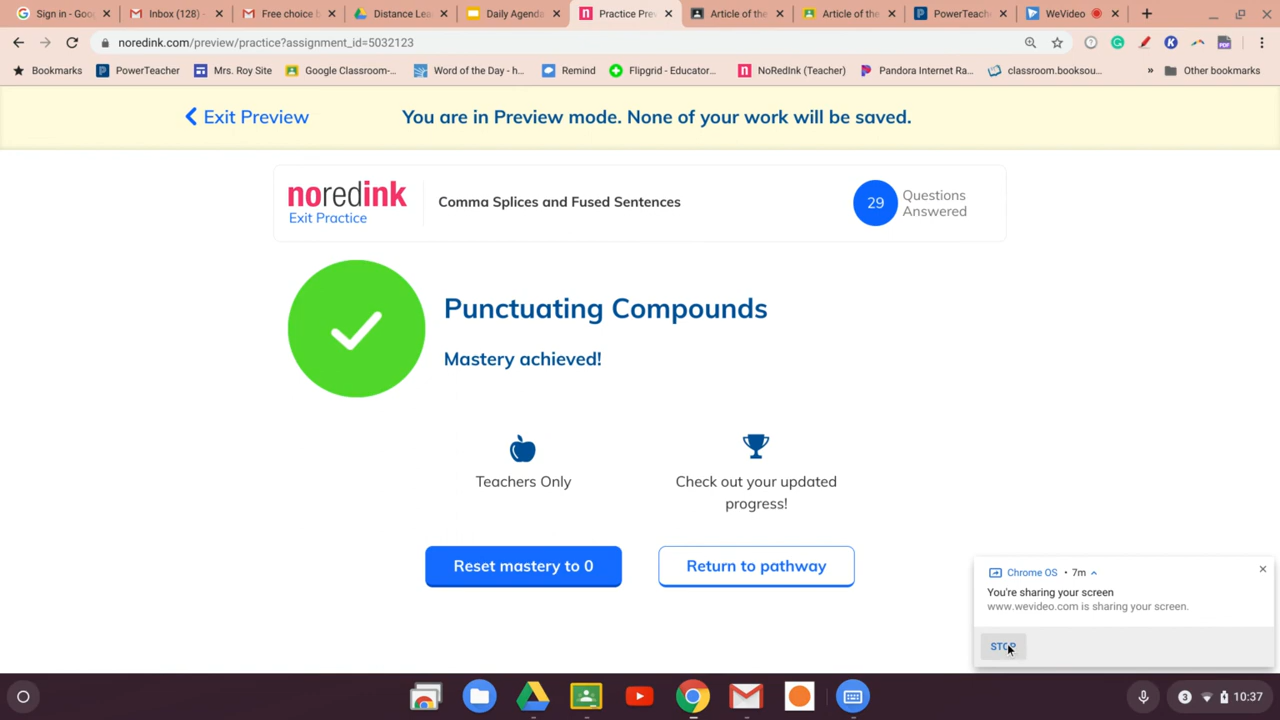 Sign in - Goo
Inbox (128) -
Free choice b
Distance Lea
Daily Agenda
Practice Prev
Article of the
Article of the
PowerTeach
WeVideo
noredink.com/preview/practice?assignment_id=5032123
Bookmarks
PowerTeacher
Mrs. Roy Site
Google Classroom-...
Word of the Day - h...
Remind
Flipgrid - Educator...
NoRedInk (Teacher)
Pandora Internet Ra...
classroom.booksou...
»
Other bookmarks
Exit Preview
You are in Preview mode. None of your work will be saved.
noredink
Exit Practice
Comma Splices and Fused Sentences
29
Questions
Answered
Punctuating Compounds
Mastery achieved!
Teachers Only
Check out your updated
progress!
Reset mastery to 0
Return to pathway
Chrome OS • 7m
You're sharing your screen
www.wevideo.com is sharing your screen.
STOP
3
10:37